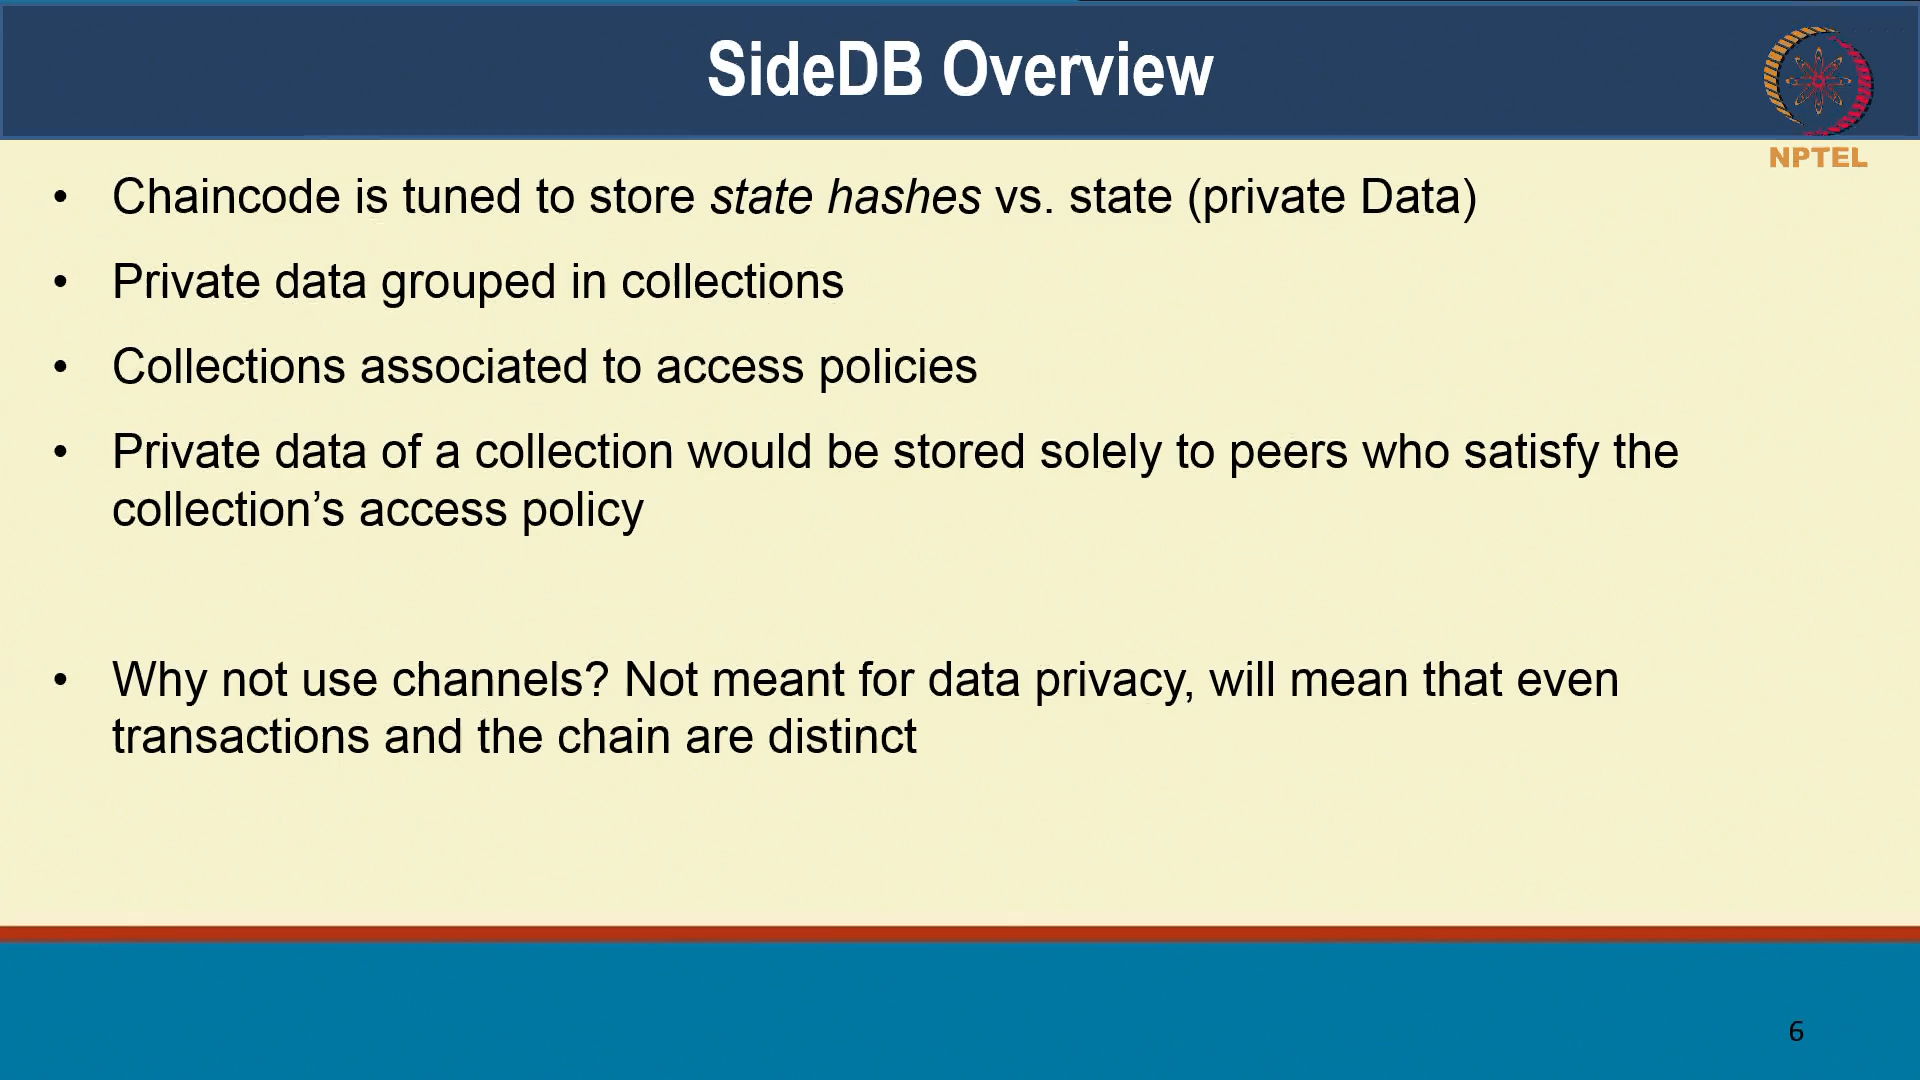 SideDB Overview
NPTEL
• Chaincode is tuned to store state hashes vs. state (private Data)
• Private data grouped in collections
• Collections associated to access policies
• Private data of a collection would be stored solely to peers who satisfy the
collection’s access policy
• Why not use channels? Not meant for data privacy, will mean that even
transactions and the chain are distinct
6